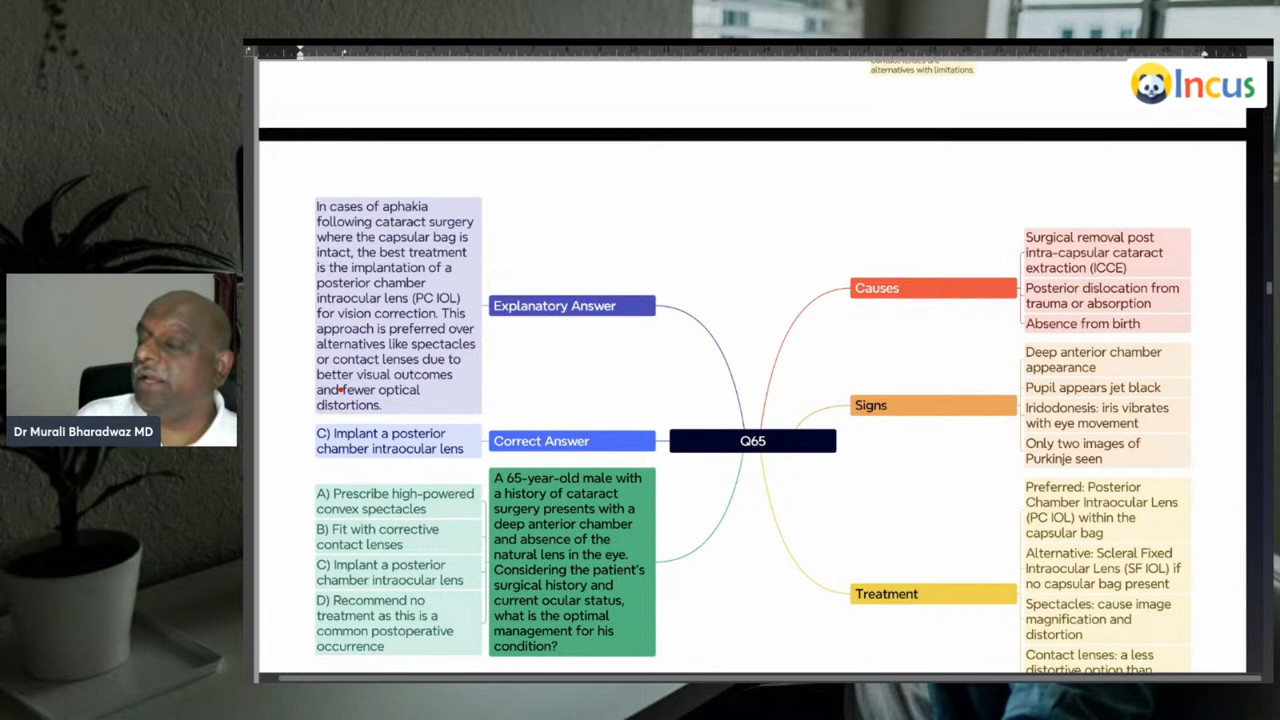 contact lenses are
alternatives with limitations.
Incus
In cases of aphakia
following cataract surgery
where the capsular bag is
intact, the best treatment
is the implantation of a
posterior chamber
intraocular lens (PC IOL)
for vision correction. This
approach is preferred over
alternatives like spectacles
or contact lenses due to
better visual outcomes
and fewer optical
distortions.
Explanatory Answer
C) Implant a posterior
chamber intraocular lens
Correct Answer
A) Prescribe high-powered
convex spectacles
B) Fit with corrective
contact lenses
C) Implant a posterior
chamber intraocular lens
D) Recommend no
treatment as this is a
common postoperative
occurrence
A 65-year-old male with
a history of cataract
surgery presents with a
deep anterior chamber
and absence of the
natural lens in the eye.
Considering the patient's
surgical history and
current ocular status,
what is the optimal
management for his
condition?
Q65
Causes
Surgical removal post
intra-capsular cataract
extraction (ICCE)
Posterior dislocation from
trauma or absorption
Absence from birth
Signs
Deep anterior chamber
appearance
Pupil appears jet black
Iridodonesis: iris vibrates
with eye movement
Only two images of
Purkinje seen
Treatment
Preferred: Posterior
Chamber Intraocular Lens
(PC IOL) within the
capsular bag
Alternative: Scleral Fixed
Intraocular Lens (SF IOL) if
no capsular bag present
Spectacles: cause image
magnification and
distortion
Contact lenses: a less
distortive option than
Dr Murali Bharadwaz MD